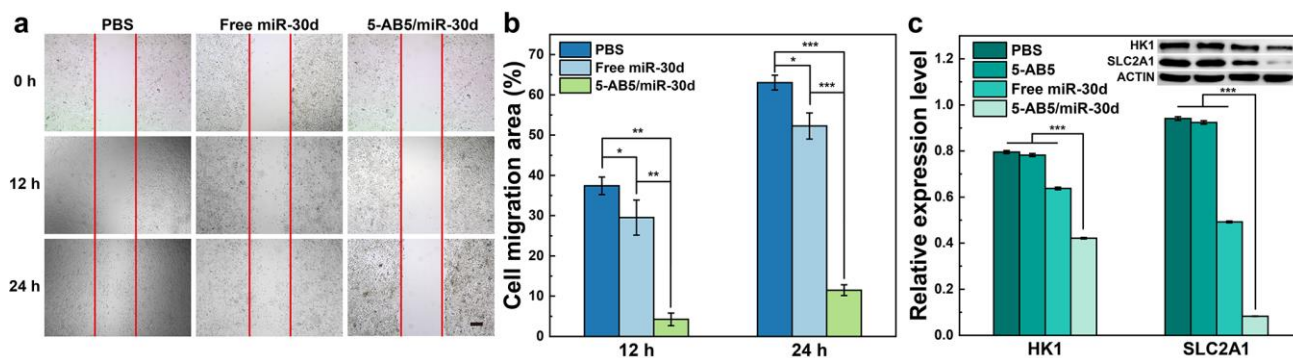 a
PBS
Free miR-30d
5-AB5/miR-30d
0 h
12 h
24 h
b
Cell migration area (%)
70
60
50
40
30
20
10
0
PBS
Free miR-30d
5-AB5/miR-30d
**
*
**
***
*
***
12 h
24 h
c
Relative expression level
1.2
1.0
0.8
0.6
0.4
0.2
0.0
PBS
5-AB5
Free miR-30d
5-AB5/miR-30d
HK1
SLC2A1
ACTIN
***
***
HK1
SLC2A1